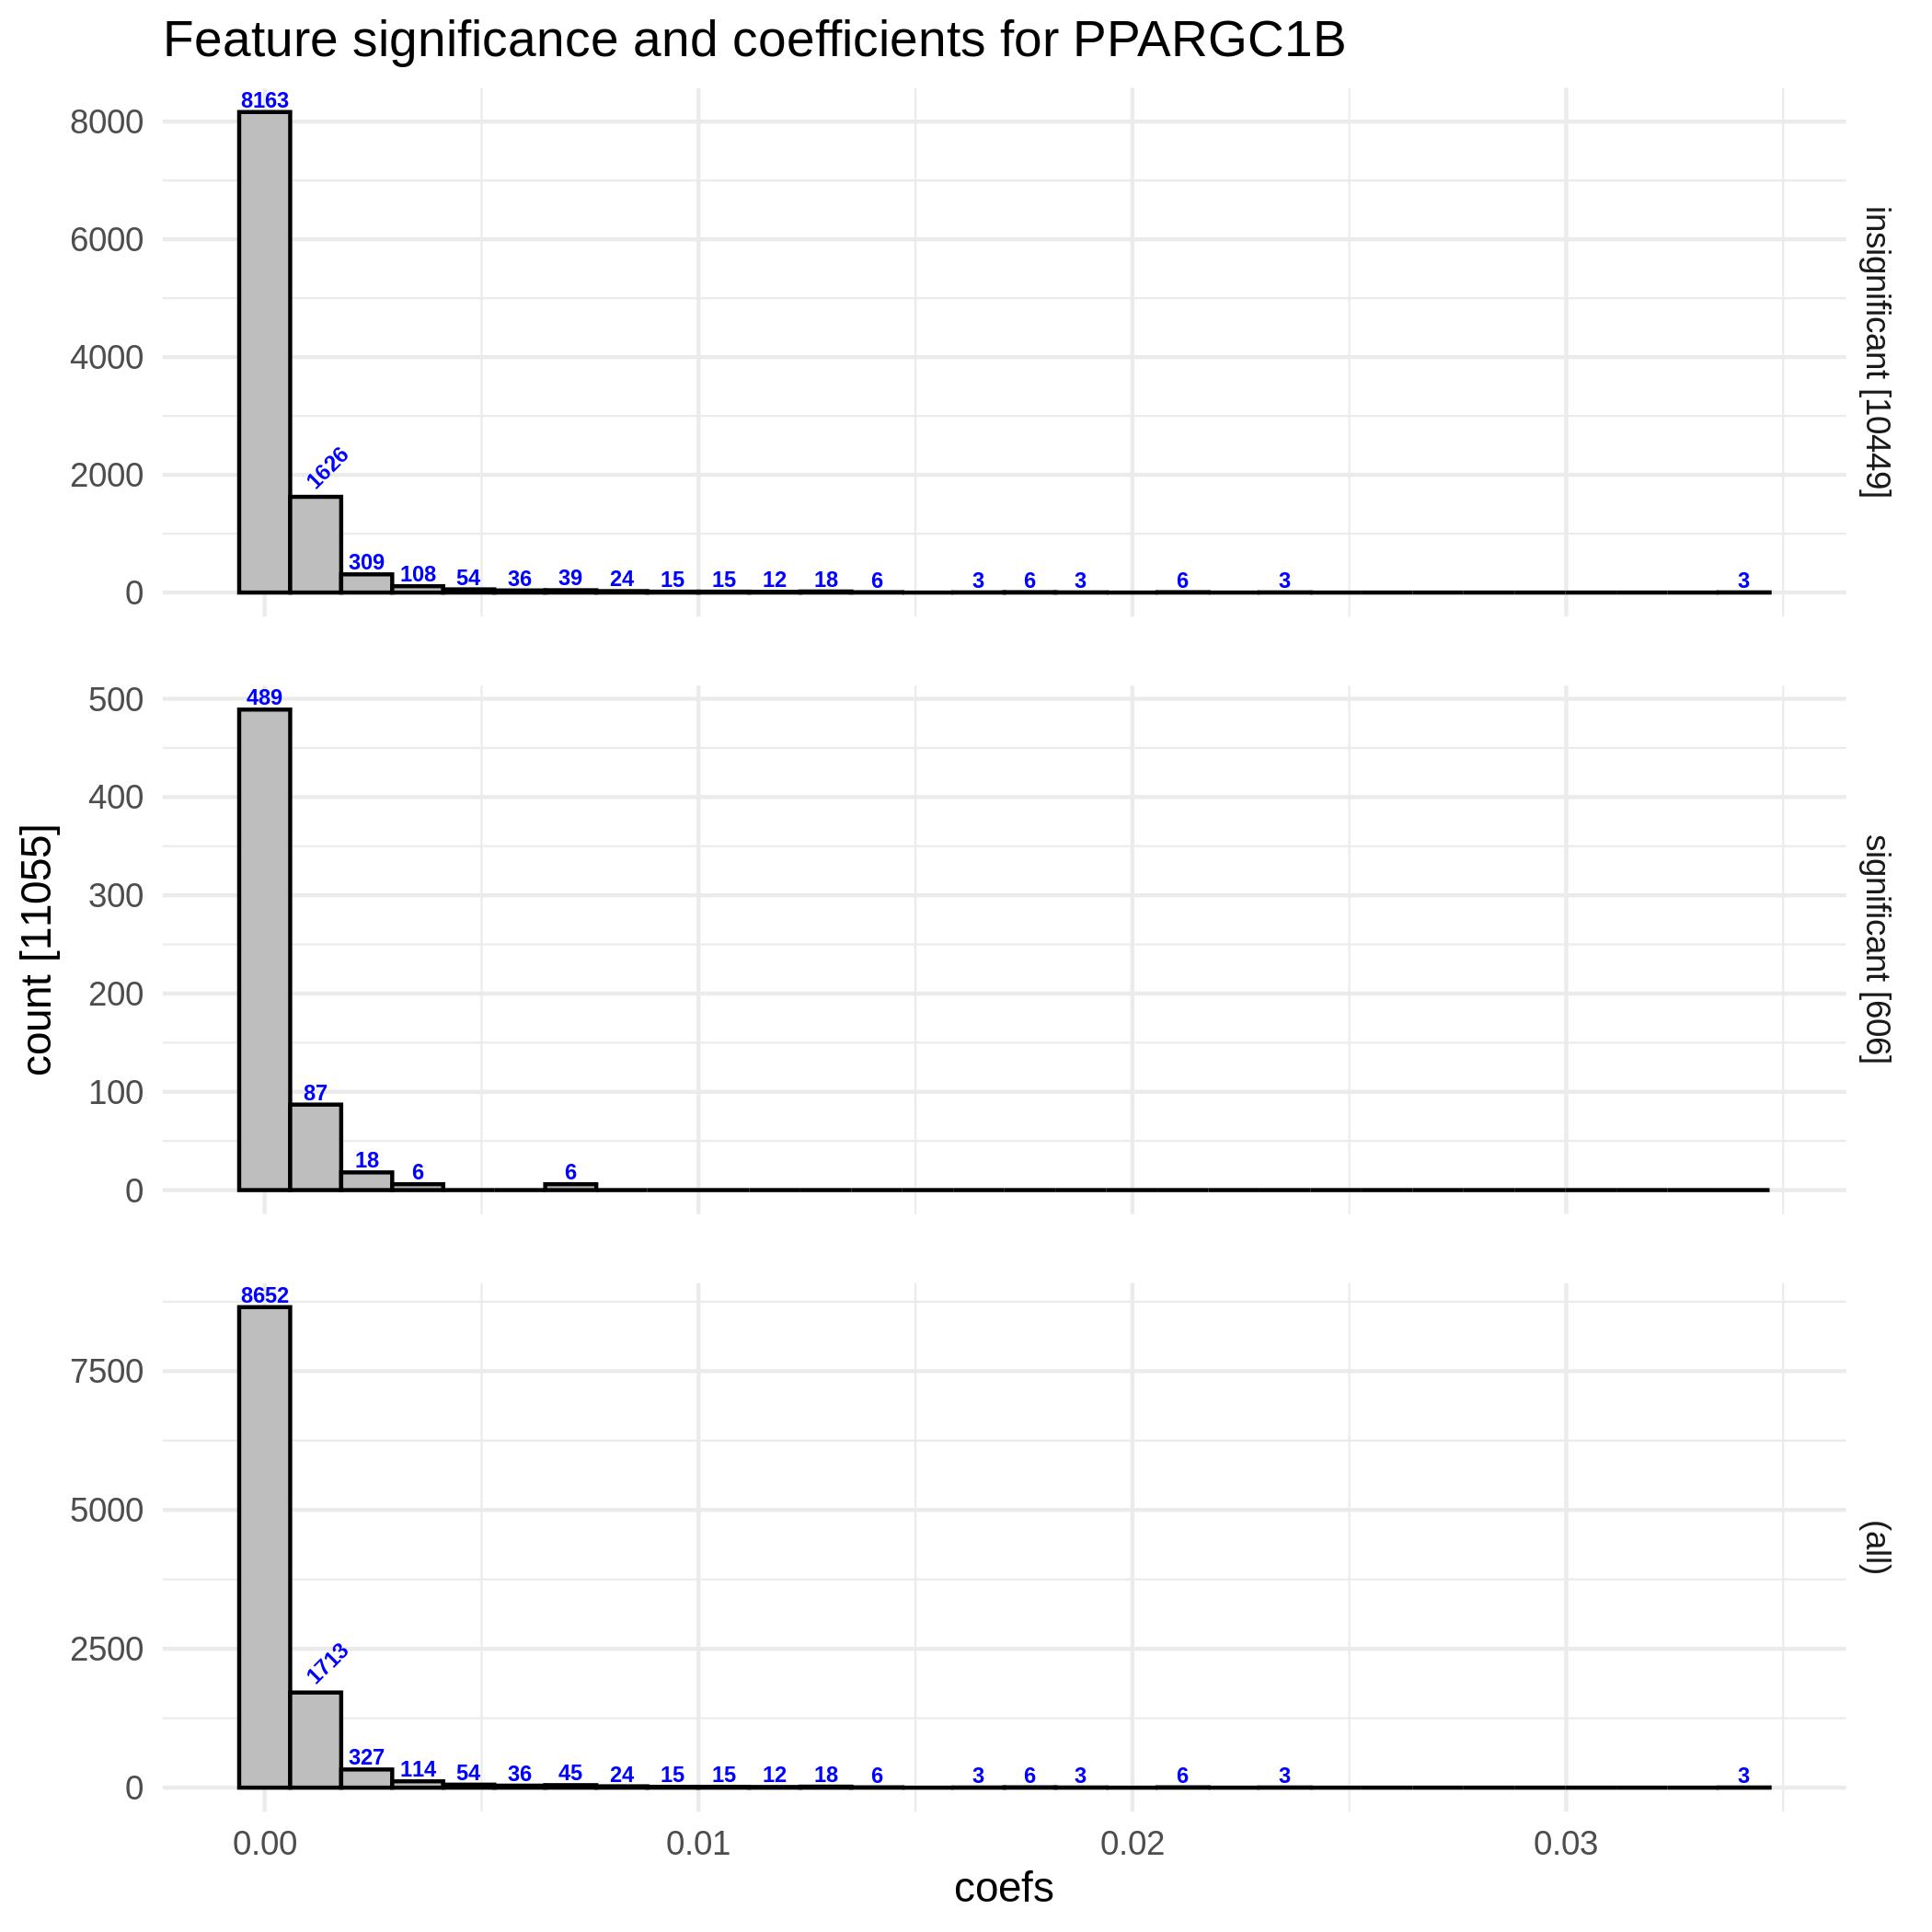 Feature significance and coefficients for PPARGC1B
count [11055]
8000
6000
4000
2000
0
8163
1626
309 108 54 36 39 24 15 15 12 18 6 3 6 3 6 3 3
insignificant [10449]
500
400
300
200
100
0
489
87
18 6 6
significant [606]
7500
5000
2500
0
8652
1713
327 114 54 36 45 24 15 15 12 18 6 3 6 3 6 3 3
(all)
0.00 0.01 0.02 0.03
coefs